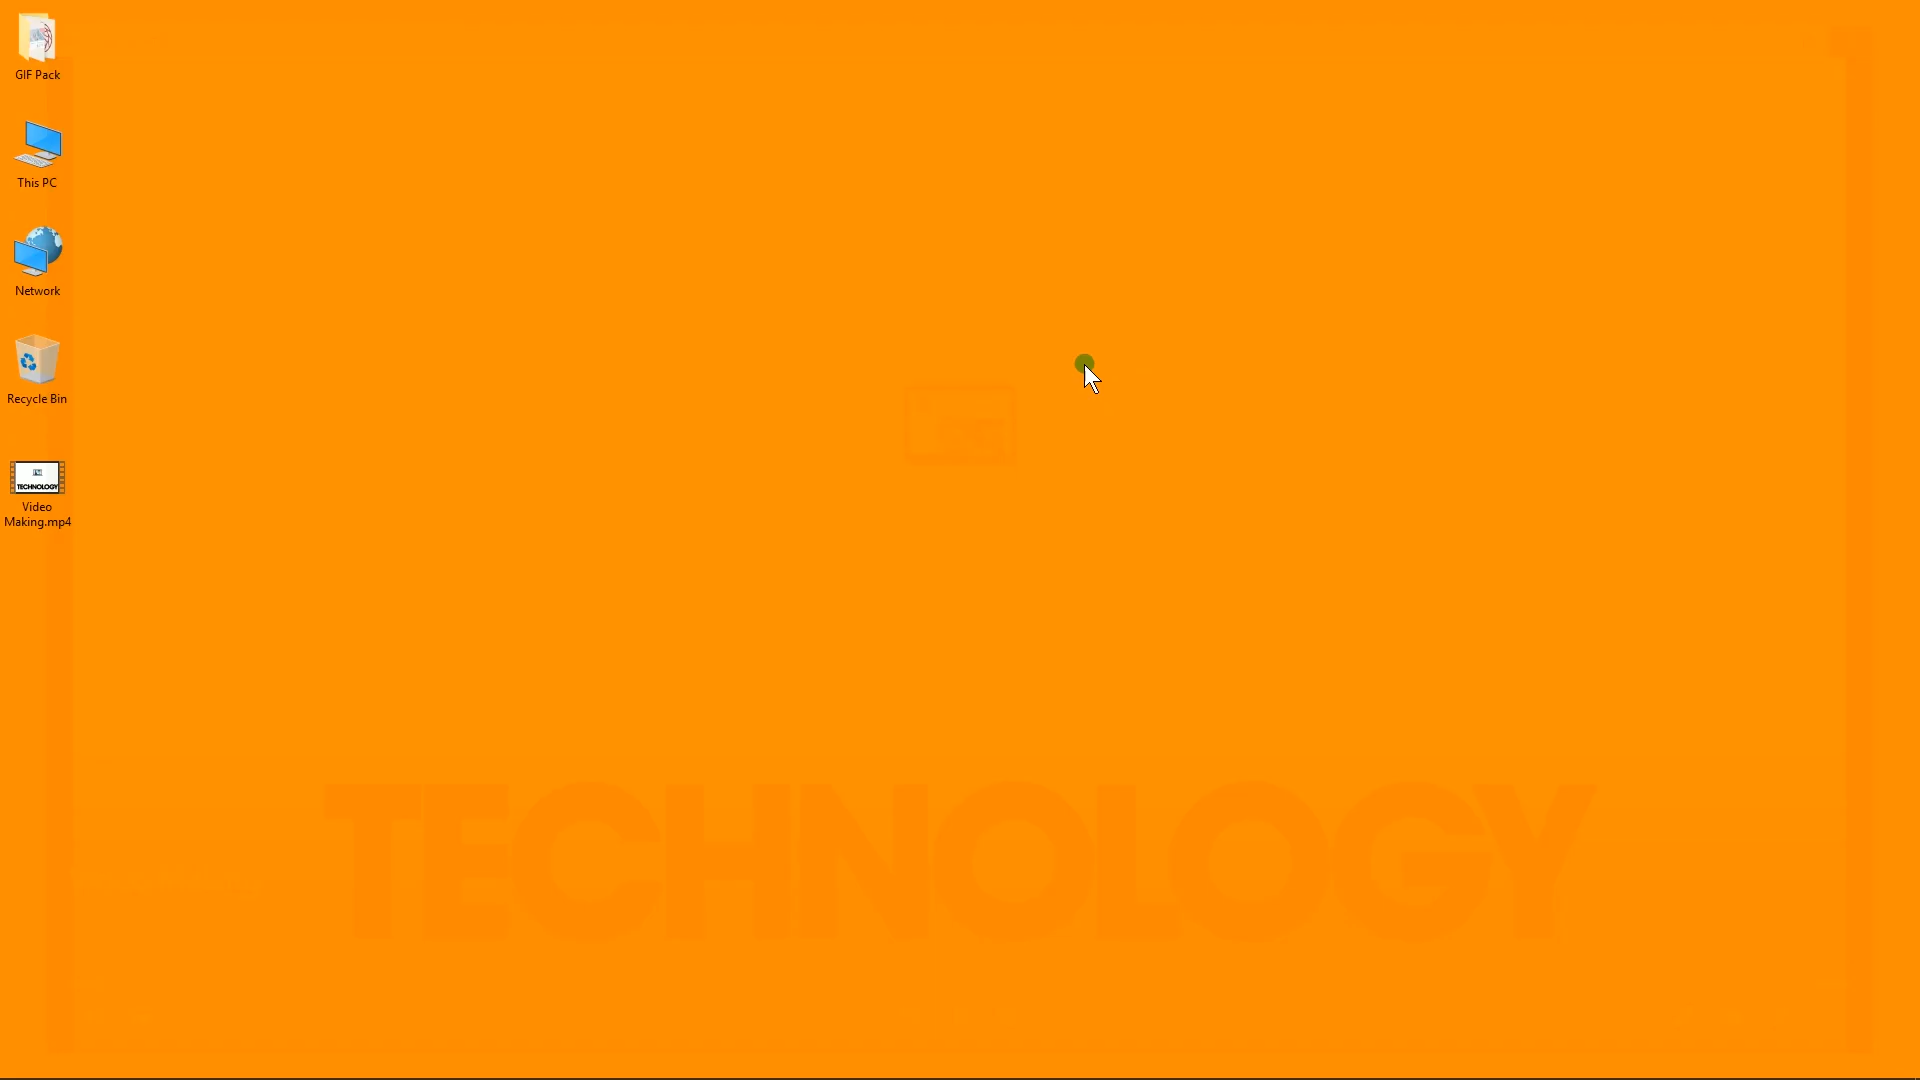 GIF Pack
This PC
Network
Recycle Bin
TECHNOLOGY
Video
Making.mp4
TECHNOLOGY